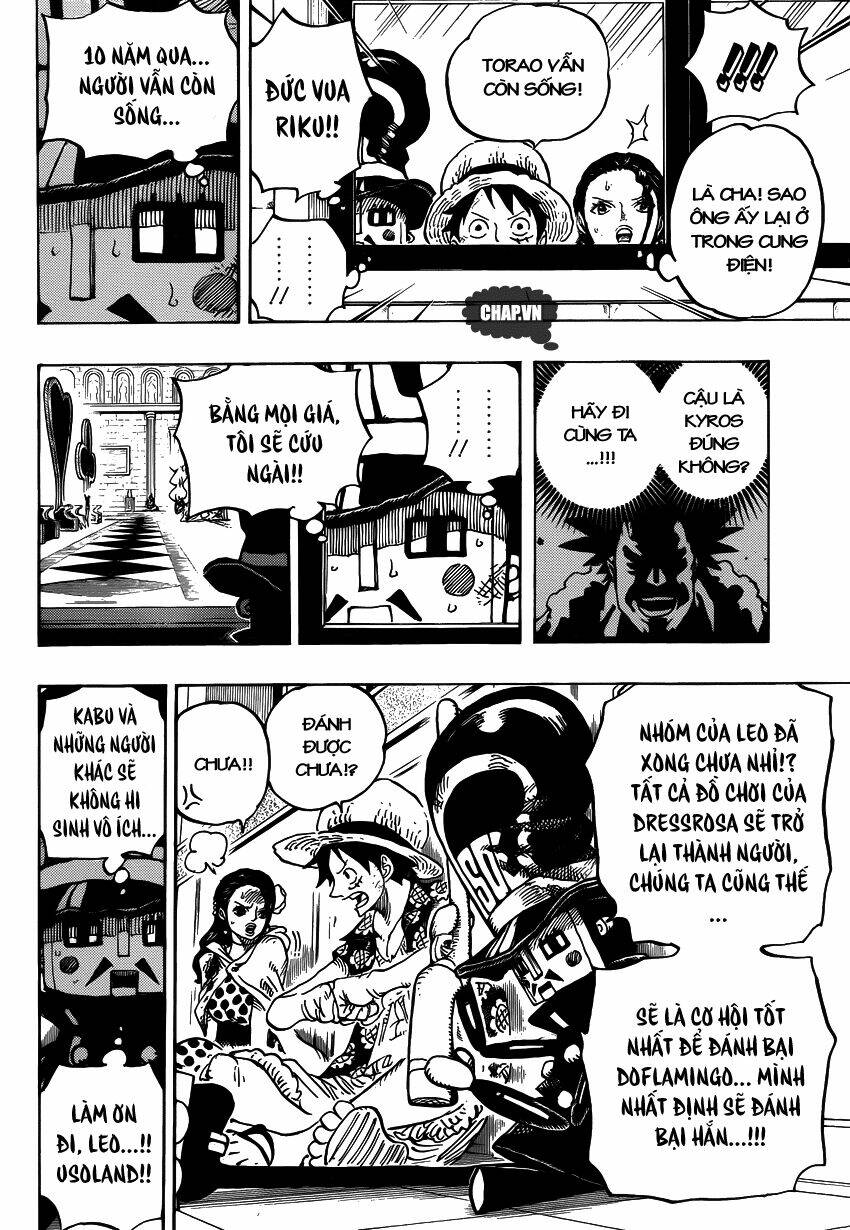 !!!!
LÀ CHA! SAO
ÔNG ẤY LẠI Ở
TRONG CUNG
ĐIỆN!
TORAO VẪN
CÒN SỐNG!
ĐỨC VUA
RIKU!!
......
10 NĂM QUA...
NGƯỜI VẪN CÒN
SỐNG...
CHAP.VN
CẬU LÀ
KYROS
ĐÚNG
KHÔNG?
HÃY ĐI
CÙNG TA
...!!!
......
BẰNG MỌI GIÁ,
TÔI SẼ CỨU
NGÀI!!
NHÓM CỦA LEO ĐÃ
XONG CHƯA NHỈ!?
TẤT CẢ ĐỒ CHƠI CỦA
DRESSROSA SẼ TRỞ
LẠI THÀNH NGƯỜI,
CHÚNG TA CŨNG THẾ
...
SẼ LÀ CƠ HỘI TỐT
NHẤT ĐỂ ĐÁNH BẠI
DOFLAMINGO... MÌNH
NHẤT ĐỊNH SẼ ĐÁNH
BẠI HẮN...!!!
ĐÁNH
ĐƯỢC
CHƯA!?
CHƯA!!
KABU VÀ
NHỮNG NGƯỜI
KHÁC SẼ
KHÔNG HI
SINH VÔ ÍCH...
LÀM ƠN
ĐI, LEO...!!
USOLAND!!